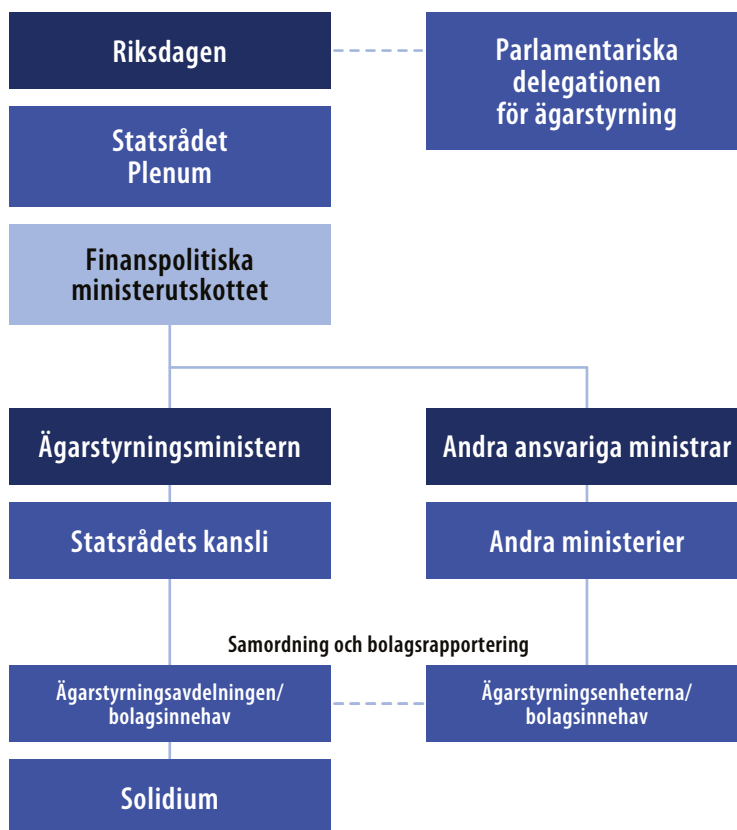 Riksdagen
Parlamentariska
delegationen
för ägarstyrning
Statsrådet
Plenum
Finanspolitiska
ministerutskottet
Ägarstyrningsministern
Andra ansvariga ministrar
Statsrådets kansli
Andra ministerier
Samordning och bolagsrapportering
Ägarstyrningsavdelningen/
bolagsinnehav
Ägarstyrningsenheterna/
bolagsinnehav
Solidium